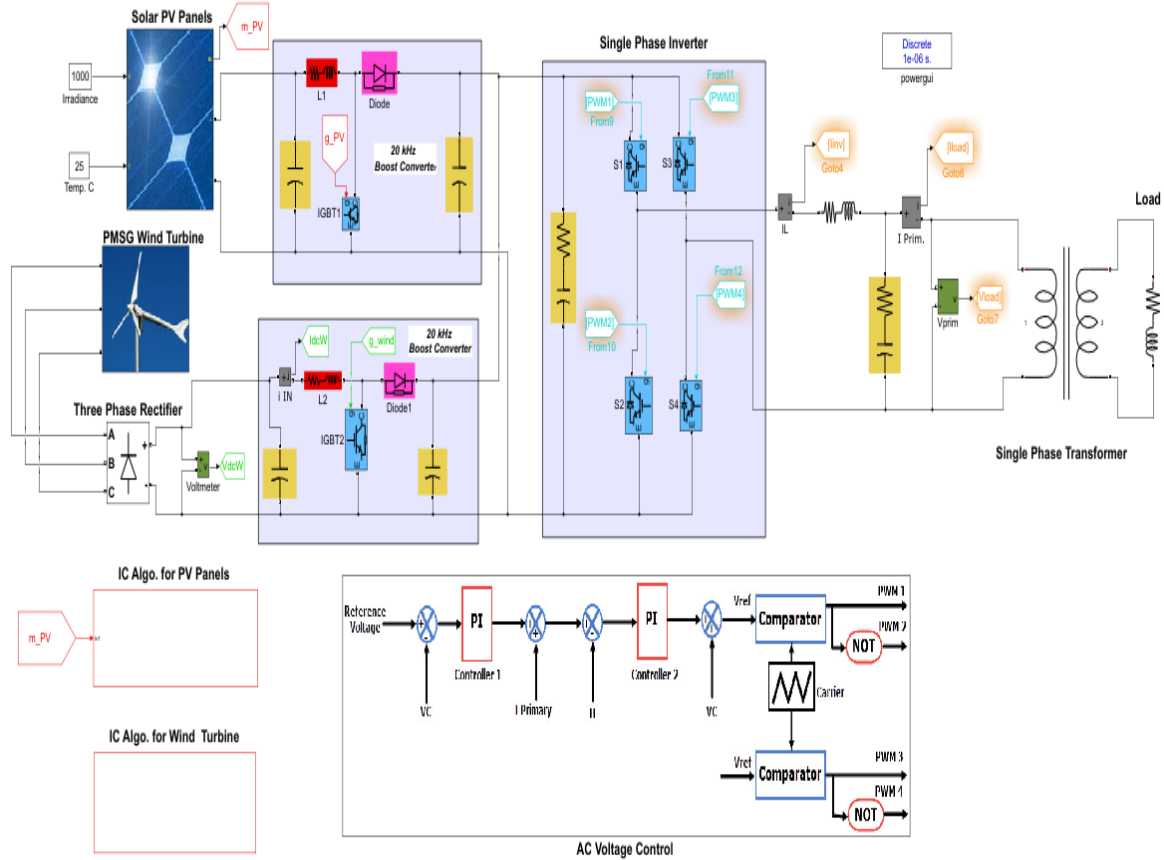 Solar PV Panels
m_PV
1000
Irradiance
25
Temp. C
L1
Diode
g_PV
20 kHz
Boost Converte
IGBT1
Single Phase Inverter
From11
[PWM3]
[PWM1]
From9
S1
S3
g
C
E
Discrete
1e-06 s.
powergui
[Iinv]
Goto4
[Iload]
Goto6
IL
I Prim.
Load
PMSG Wind Turbine
From12
[PWM4]
[PWM2]
From10
S2
S4
Vload]
Goto7
Vprim
1
2
Single Phase Transformer
IdcW
g_wind
20 kHz
Boost Converter
i IN
L2
Diode1
IGBT2
Three Phase Rectifier
A
B
C
+
-
VdcW
Voltmeter
IC Algo. for PV Panels
m_PV
IC Algo. for Wind Turbine
Reference
Voltage
PI
Controller 1
VC
I Primary
PI
Controller 2
VC
Vref
Comparator
PWM 1
PWM 2
NOT
Carrier
Vref
Comparator
PWM 3
PWM 4
NOT
AC Voltage Control